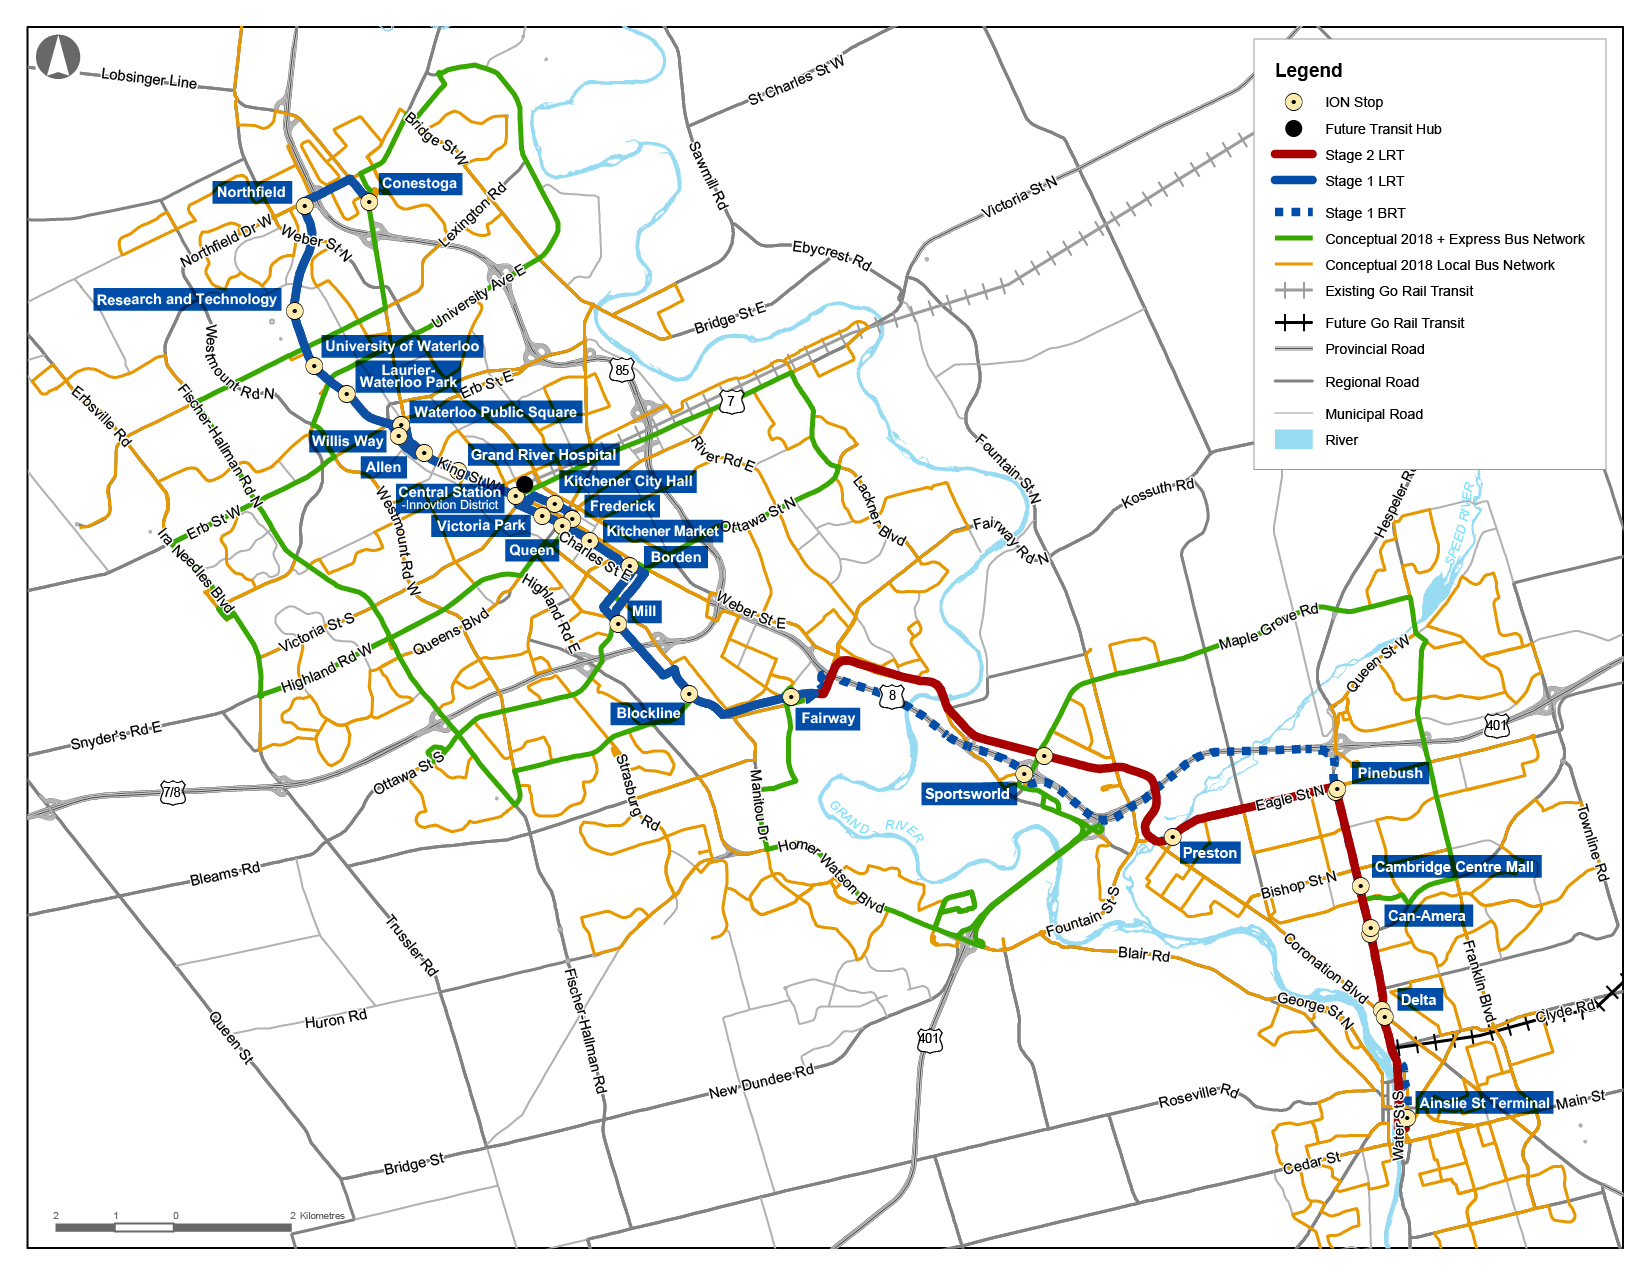 Lobsinger Line
Bridge St W
St Charles St W
Sawmill Rd
Northfield
Conestoga
Lexington Rd
Northfield Dr W
Weber St N
Victoria St N
Ebycrest Rd
Research and Technology
University Ave E
Bridge St E
Westmount Rd N
University of Waterloo
Laurier-
Waterloo Park
Erb St E
85
7
Erbsville Rd
Fischer-Hallman Rd N
Waterloo Public Square
Willis Way
Allen
King St W
Grand River Hospital
River Rd E
Fountain St N
Kitchener City Hall
Central Station
-Innovtion District
Frederick
Lackner Blvd
Kossuth Rd
Hespeler Rd
SPEED RIVER
Westmount Rd W
Victoria Park
Kitchener Market
Ottawa St N
Erb St W
Queen
Charles St E
Borden
Fairway Rd N
Ira Needles Blvd
Highland Rd E
Mill
Weber St E
Maple Grove Rd
Victoria St S
Queens Blvd
Highland Rd W
Queen St W
8
Blockline
Fairway
401
Snyder's Rd E
Ottawa St S
7/8
Strasburg Rd
Manitou Dr
Sportsworld
Pinebush
Eagle St N
GRAND RIVER
Townline Rd
Homer Watson Blvd
Preston
Cambridge Centre Mall
Bleams Rd
Bishop St N
Can-Amera
Fountain St S
Trussler Rd
Blair Rd
Coronation Blvd
Franklin Blvd
Fischer-Hallman Rd
Delta
George St N
Clyde Rd
Queen St
Huron Rd
401
New Dundee Rd
Roseville Rd
Ainslie St Terminal
Main St
Water St S
Bridge St
Cedar St
2 1 0 2 Kilometres
Legend
ION Stop
Future Transit Hub
Stage 2 LRT
Stage 1 LRT
Stage 1 BRT
Conceptual 2018 + Express Bus Network
Conceptual 2018 Local Bus Network
Existing Go Rail Transit
Future Go Rail Transit
Provincial Road
Regional Road
Municipal Road
River